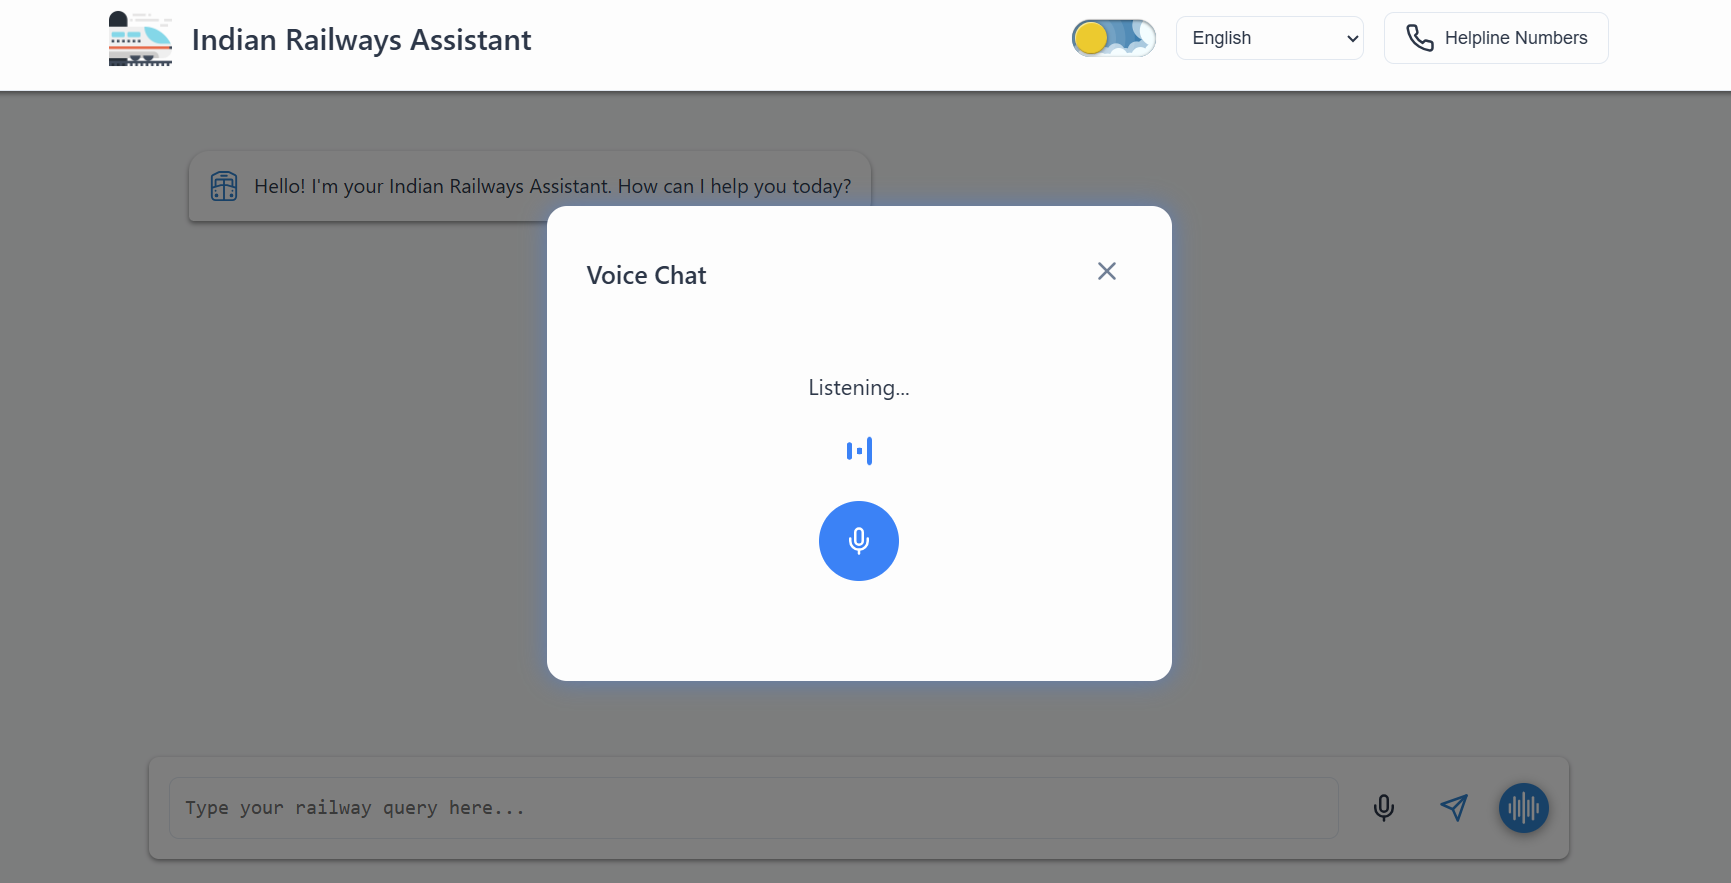 Indian Railways Assistant
English
Helpline Numbers
Hello! I'm your Indian Railways Assistant. How can I help you today?
Voice Chat
Listening...
Type your railway query here...